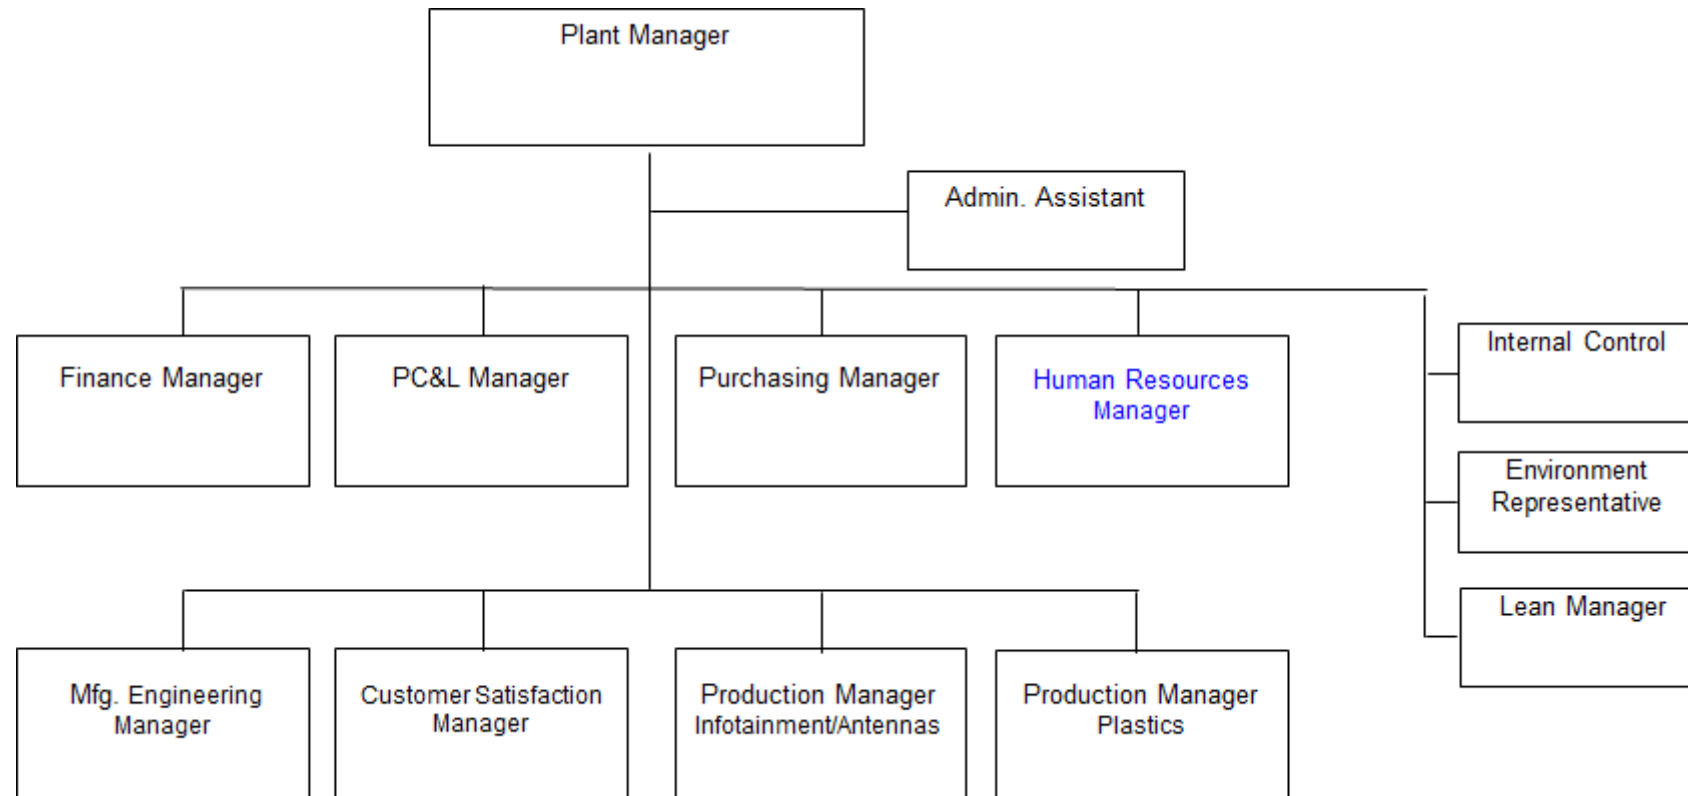 Plant Manager
Admin. Assistant
Finance Manager
PC&L Manager
Purchasing Manager
Human Resources
Manager
Internal Control
Environment
Representative
Lean Manager
Mfg. Engineering
Manager
Customer Satisfaction
Manager
Production Manager
Infotainment/Antennas
Production Manager
Plastics